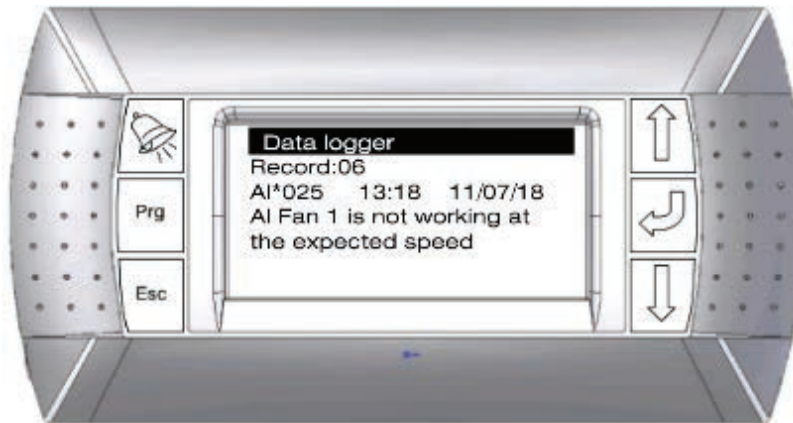 Data logger
Record:06
Al*025 13:18 11/07/18
Al Fan 1 is not working at
the expected speed
Prg
Esc